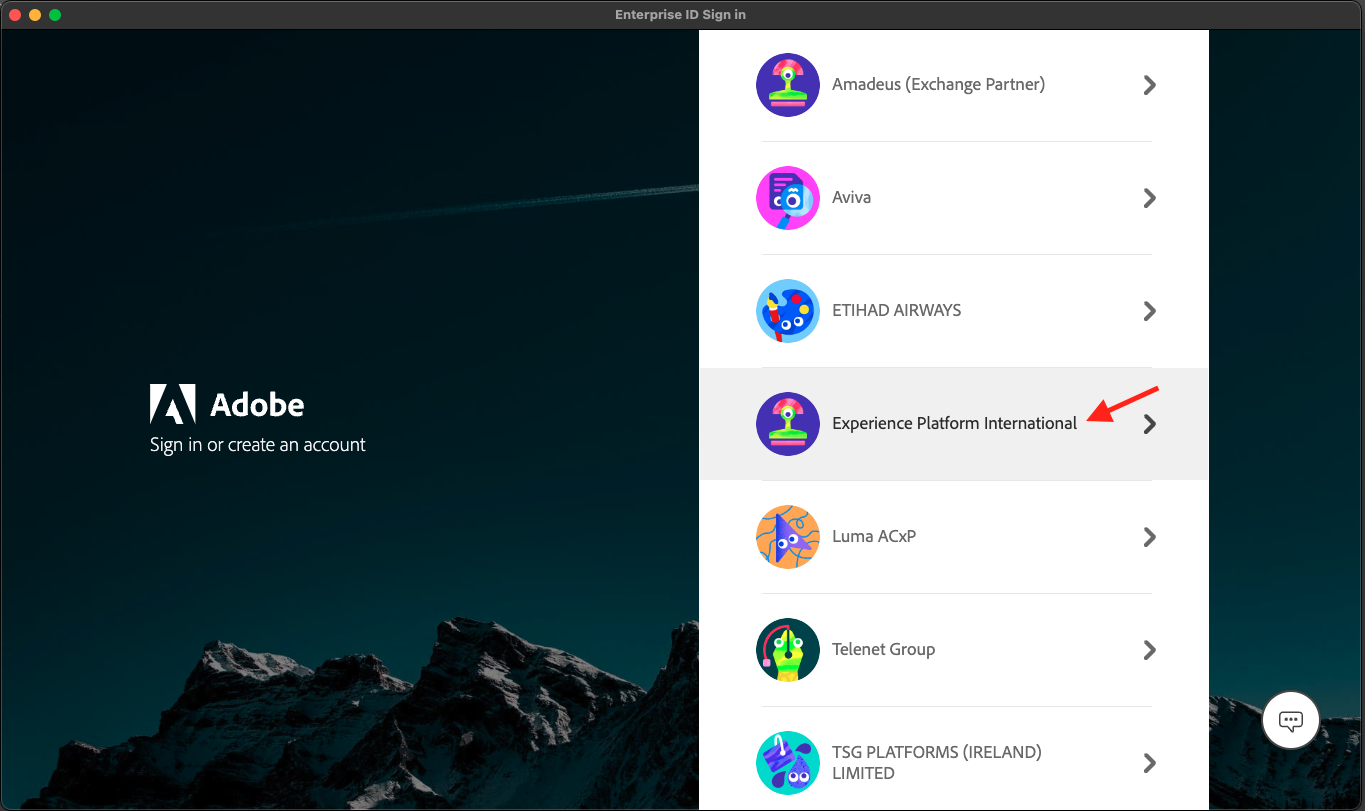 Enterprise ID Sign in
Adobe
Sign in or create an account
Amadeus (Exchange Partner)
Aviva
ETIHAD AIRWAYS
Experience Platform International
Luma ACxP
Telenet Group
TSG PLATFORMS (IRELAND)
LIMITED